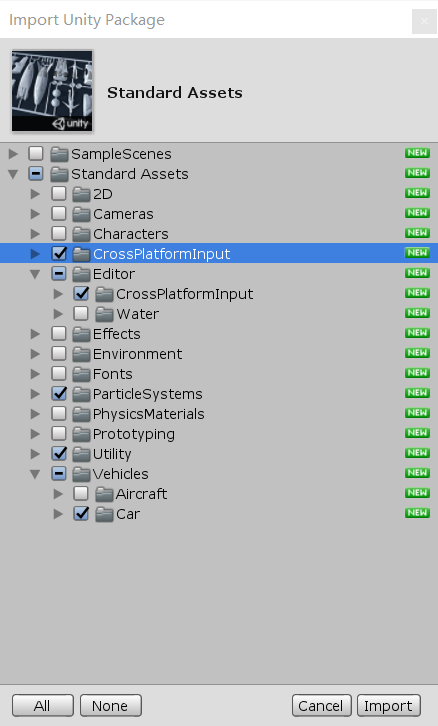 Import Unity Package
unity
Standard Assets
SampleScenes NEW
Standard Assets NEW
2D NEW
Cameras NEW
Characters NEW
CrossPlatformInput NEW
Editor NEW
CrossPlatformInput NEW
Water NEW
Effects NEW
Environment NEW
Fonts NEW
ParticleSystems NEW
PhysicsMaterials NEW
Prototyping NEW
Utility NEW
Vehicles NEW
Aircraft NEW
Car NEW
All None Cancel Import